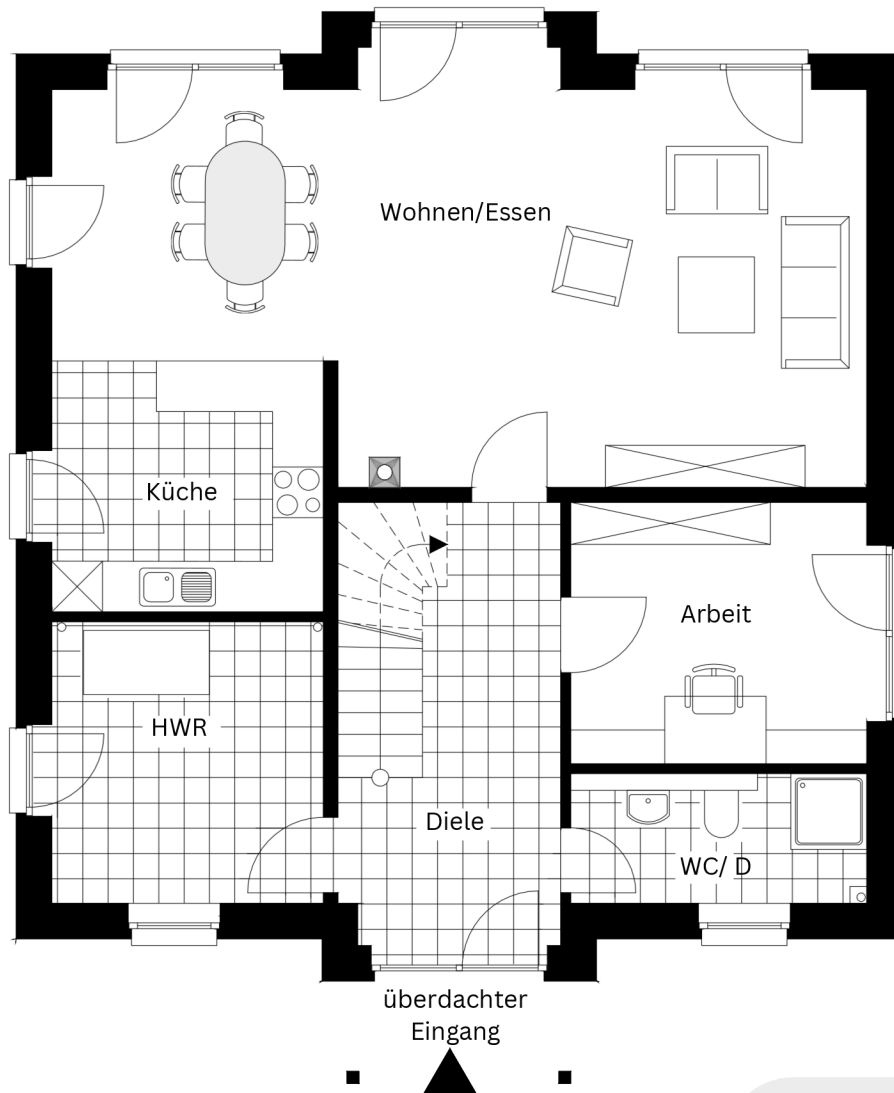 Wohnen/Essen
Küche
Arbeit
HWR
Diele
WC/ D
überdachter
Eingang